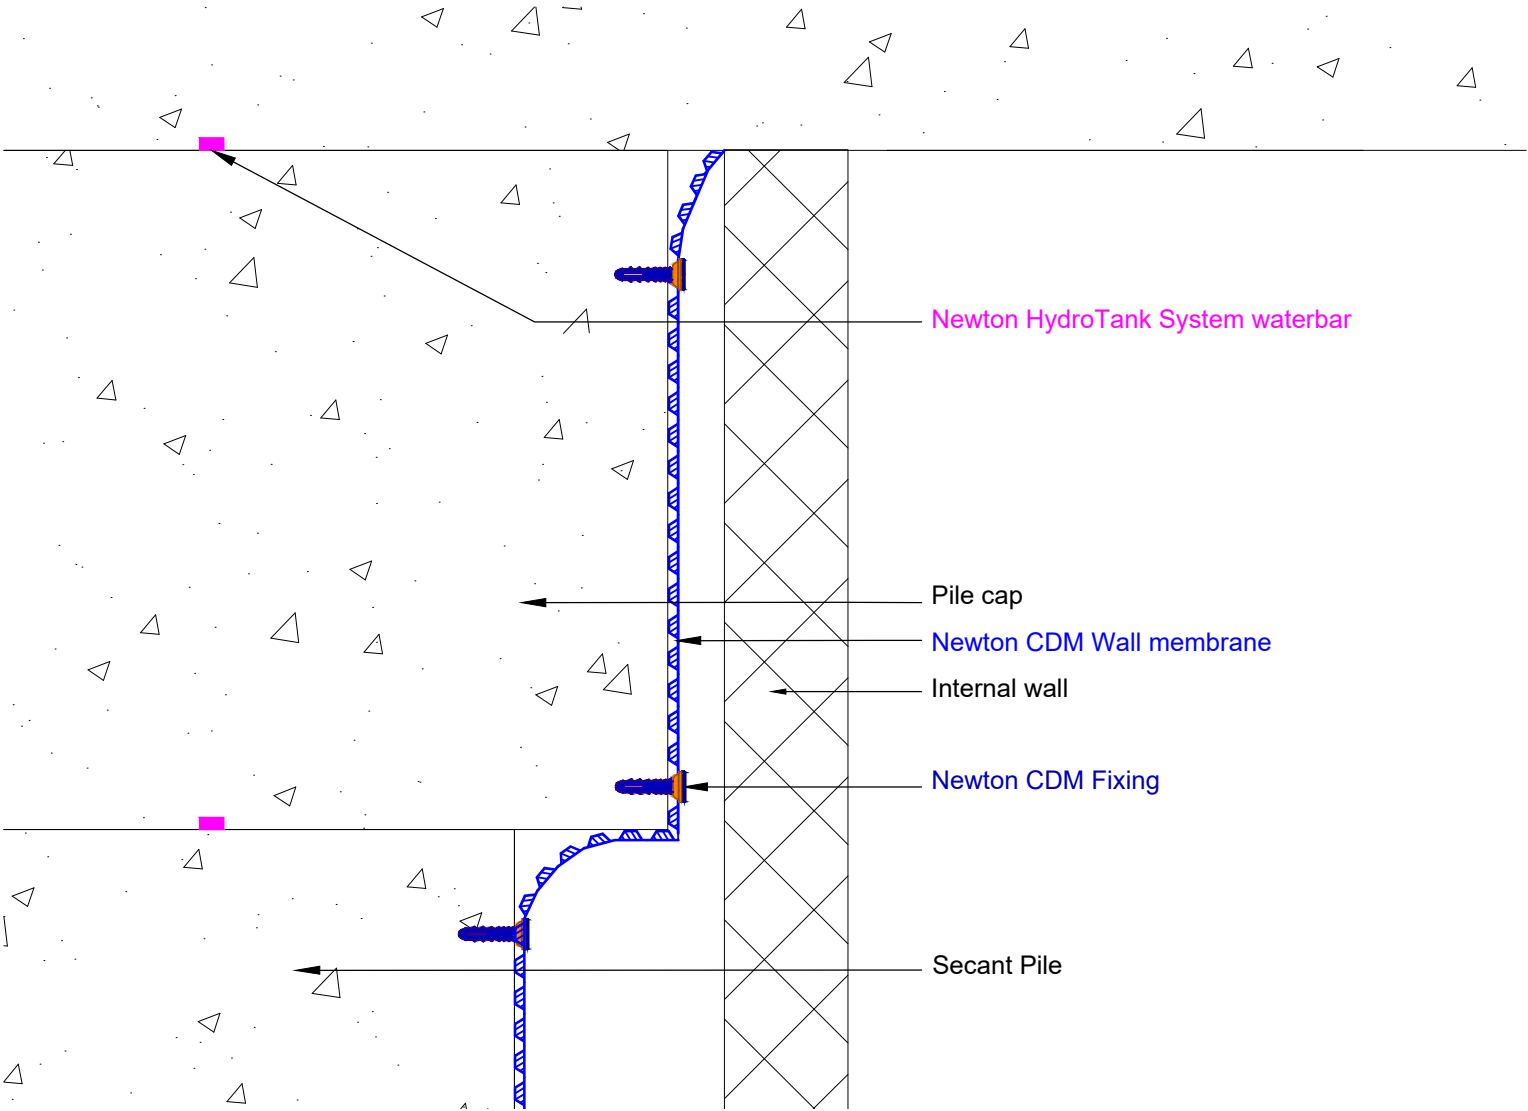 Newton HydroTank System waterbar
Pile cap
Newton CDM Wall membrane
Internal wall
Newton CDM Fixing
Secant Pile